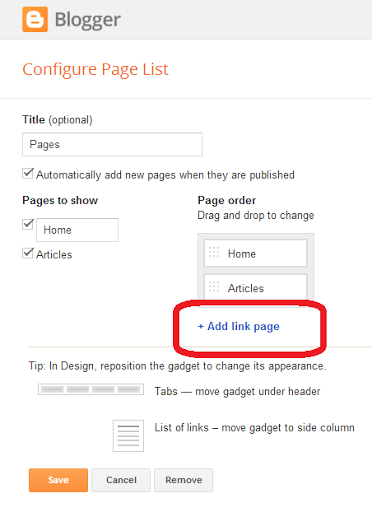 Blogger
Configure Page List
Title (optional)
Pages
Automatically add new pages when they are published
Pages to show
Home
Articles
Page order
Drag and drop to change
Home
Articles
+ Add link page
Tip: In Design, reposition the gadget to change its appearance.
Tabs — move gadget under header
List of links – move gadget to side column
Save
Cancel
Remove